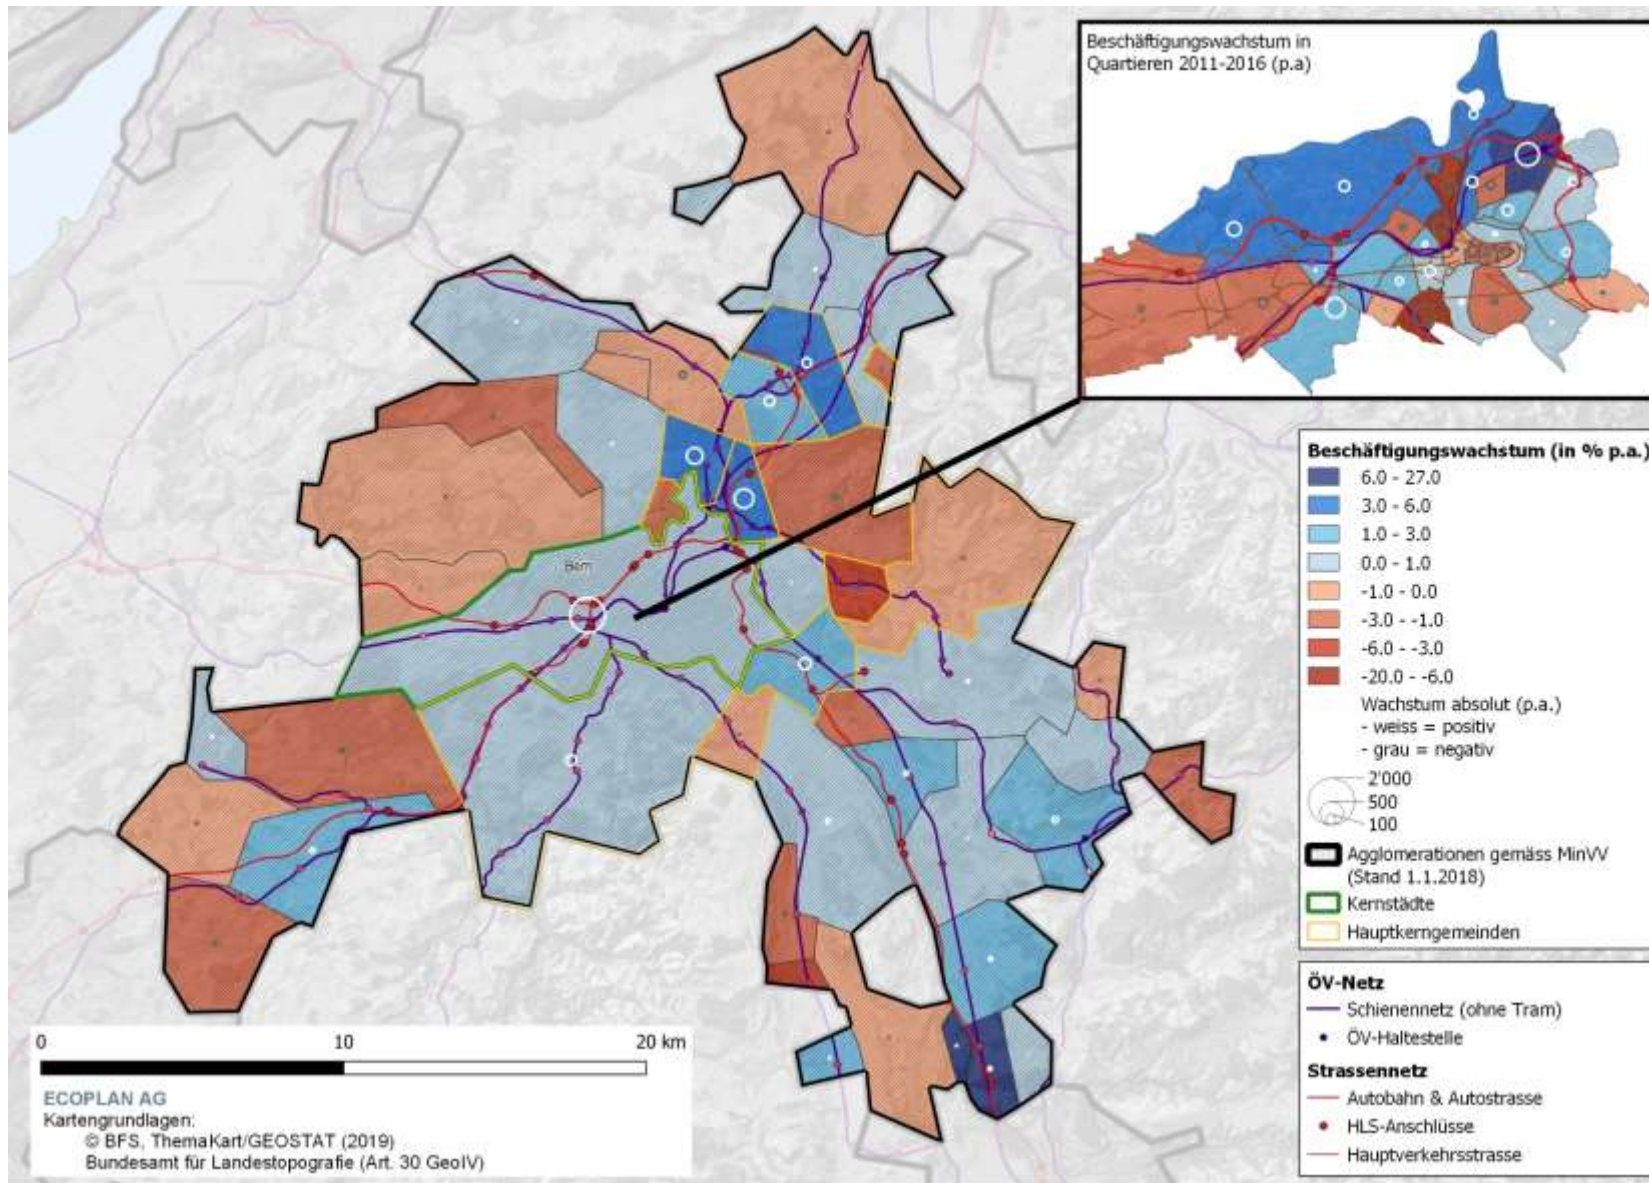 Beschäftigungswachstum in
Quartieren 2011-2016 (p.a)
Bern
Beschäftigungswachstum (in % p.a.)
6.0 - 27.0
3.0 - 6.0
1.0 - 3.0
0.0 - 1.0
-1.0 - 0.0
-3.0 - -1.0
-6.0 - -3.0
-20.0 - -6.0
Wachstum absolut (p.a.)
- weiss = positiv
- grau = negativ
2'000
500
100
Agglomerationen gemäss MinVV
(Stand 1.1.2018)
Kernstädte
Hauptkerngemeinden
ÖV-Netz
Schienennetz (ohne Tram)
ÖV-Haltestelle
Strassennetz
Autobahn & Autostrasse
HLS-Anschlüsse
Hauptverkehrsstrasse
0 10 20 km
ECOPLAN AG
Kartengrundlagen:
© BFS, ThemaKart/GEOSTAT (2019)
Bundesamt für Landestopografie (Art. 30 GeoIV)